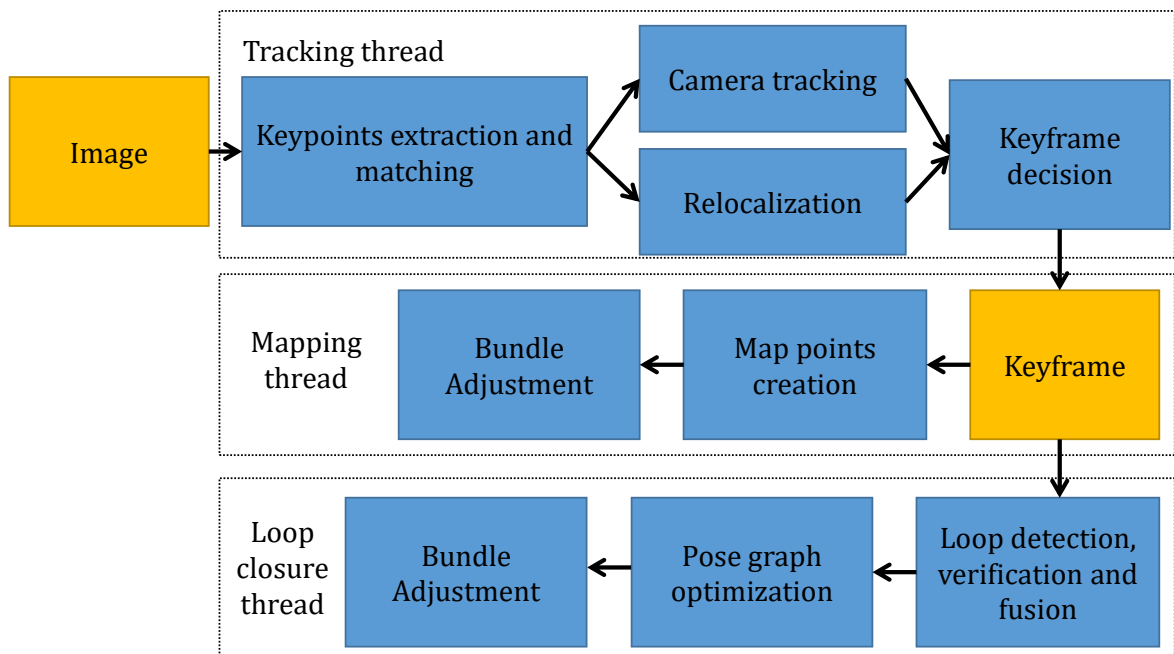 Tracking thread
Image
Keypoints extraction and
matching
Camera tracking
Relocalization
Keyframe
decision
Mapping
thread
Bundle
Adjustment
Map points
creation
Keyframe
Loop
closure
thread
Bundle
Adjustment
Pose graph
optimization
Loop detection,
verification and
fusion